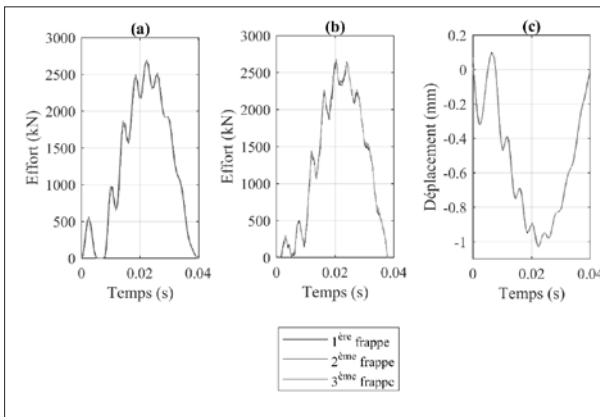 (a)
3000
2500
2000
1500
1000
500
0
0
0.02
0.04
Effort (kN)
Temps (s)
(b)
3000
2500
2000
1500
1000
500
0
0
0.02
0.04
Effort (kN)
Temps (s)
(c)
0.2
0
-0.2
-0.4
-0.6
-0.8
-1
0
0.02
0.04
Déplacement (mm)
Temps (s)
1ère frappe
2ème frappe
3ème frappe